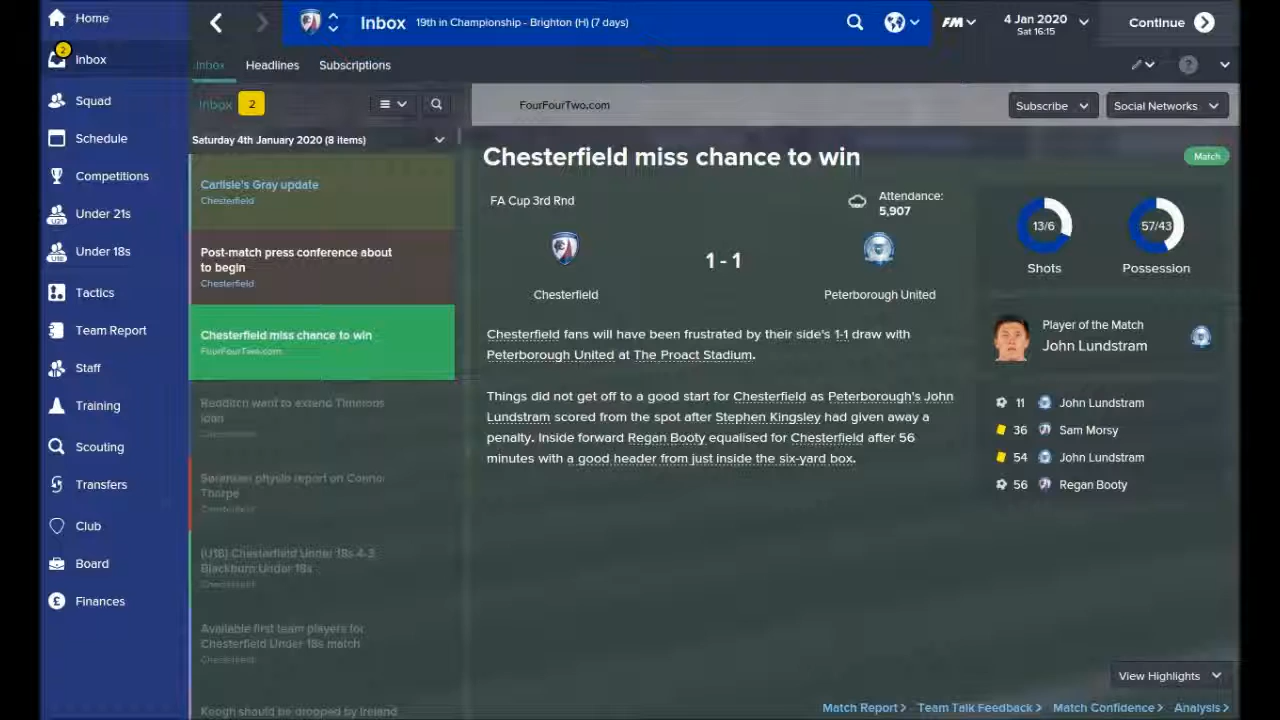 Home
Inbox
19th in Championship - Brighton (H) (7 days)
FM
4 Jan 2020
Sat 16:15
Continue
2
Inbox
Squad
Schedule
Competitions
Under 21s
Under 18s
Tactics
Team Report
Staff
Training
Scouting
Transfers
Club
Board
Finances
Inbox
Headlines
Subscriptions
Inbox
2
Saturday 4th January 2020 (8 items)
Carlisle's Gray update
Chesterfield
Post-match press conference about
to begin
Chesterfield
Chesterfield miss chance to win
FourFourTwo.com
Redditch want to extend Timmons
loan
Chesterfield
Sørensen physio report on Connor
Thorpe
Chesterfield
(U18) Chesterfield Under 18s 4-3
Blackburn Under 18s
Chesterfield
Available first team players for
Chesterfield Under 18s match
Chesterfield
Keogh should be dropped by Ireland
FourFourTwo.com
Subscribe
Social Networks
Chesterfield miss chance to win
Match
FA Cup 3rd Rnd
Attendance:
5,907
Chesterfield
1 - 1
Peterborough United
Chesterfield fans will have been frustrated by their side's 1-1 draw with
Peterborough United at The Proact Stadium.
Things did not get off to a good start for Chesterfield as Peterborough's John
Lundstram scored from the spot after Stephen Kingsley had given away a
penalty. Inside forward Regan Booty equalised for Chesterfield after 56
minutes with a good header from just inside the six-yard box.
13/6
Shots
57/43
Possession
Player of the Match
John Lundstram
11 John Lundstram
36 Sam Morsy
54 John Lundstram
56 Regan Booty
View Highlights
Match Report
Team Talk Feedback
Match Confidence
Analysis